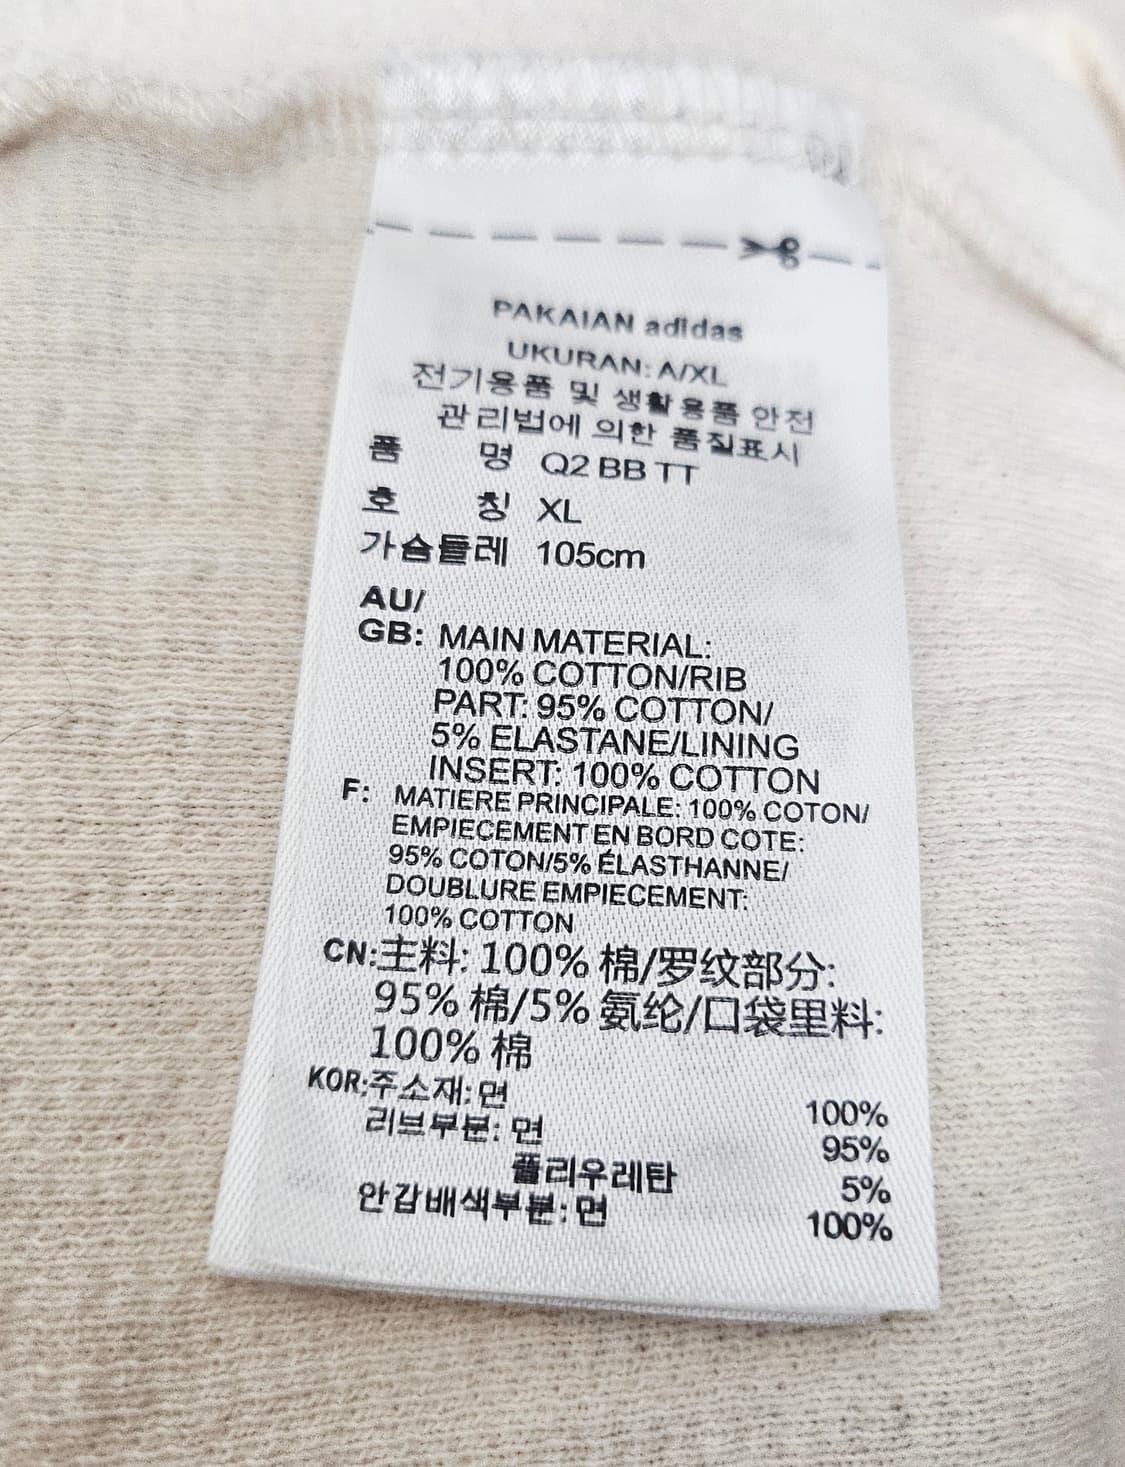 PAKAIAN adidas
UKURAN: A/XL
전기용품 및 생활용품 안전
관리법에 의한 품질표시
품 명 Q2 BB TT
호 칭 XL
가슴둘레 105cm
AU/
GB: MAIN MATERIAL:
100% COTTON/RIB
PART: 95% COTTON/
5% ELASTANE/LINING
INSERT: 100% COTTON
F: MATIERE PRINCIPALE: 100% COTON/
EMPIECEMENT EN BORD COTE:
95% COTON/5% ÉLASTHANNE/
DOUBLURE EMPIECEMENT:
100% COTTON
CN:主料: 100% 棉/罗纹部分:
95% 棉/5% 氨纶/口袋里料:
100% 棉
KOR:주소재: 면 100%
리브부분: 면 95%
폴리우레탄 5%
안감배색부분: 면 100%